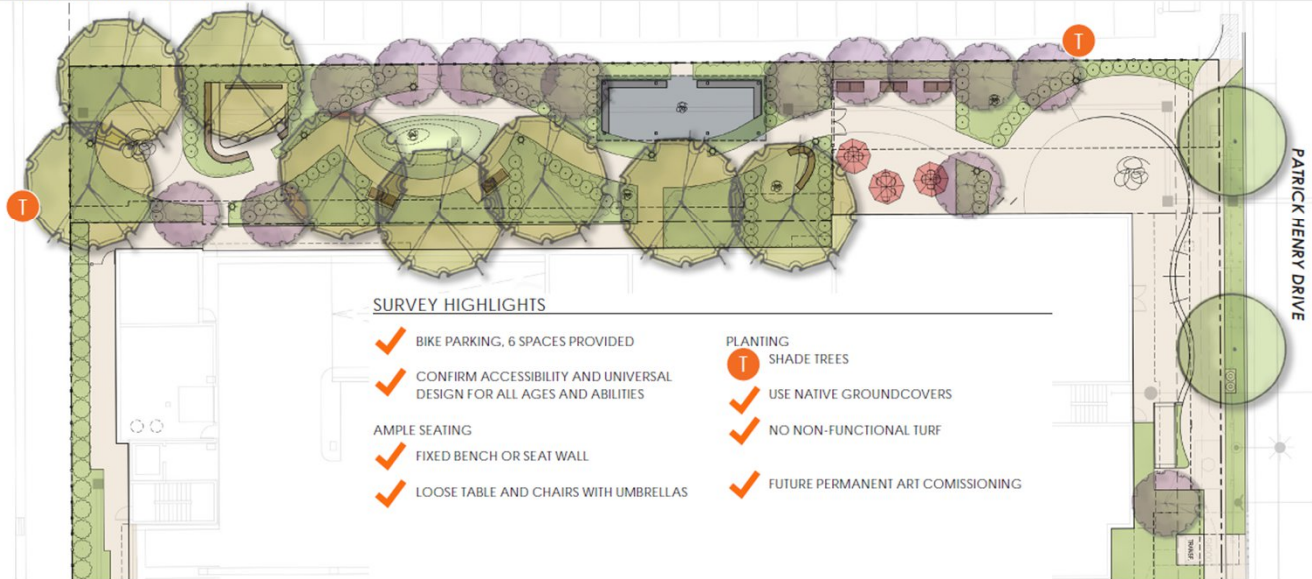 T
T
PATRICK HENRY DRIVE
SURVEY HIGHLIGHTS
BIKE PARKING, 6 SPACES PROVIDED
CONFIRM ACCESSIBILITY AND UNIVERSAL
DESIGN FOR ALL AGES AND ABILITIES
AMPLE SEATING
FIXED BENCH OR SEAT WALL
LOOSE TABLE AND CHAIRS WITH UMBRELLAS
PLANTING
T SHADE TREES
USE NATIVE GROUNDCOVERS
NO NON-FUNCTIONAL TURF
FUTURE PERMANENT ART COMISSIONING
TRANSF.